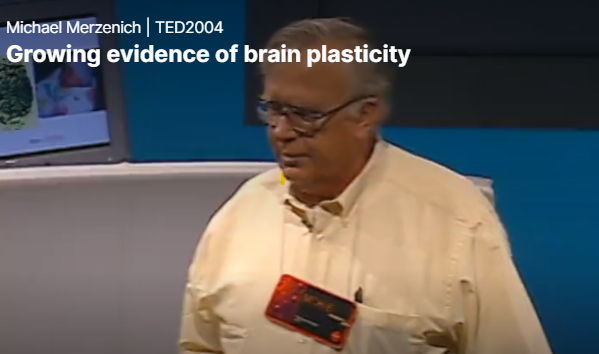 Michael Merzenich | TED2004
Growing evidence of brain plasticity